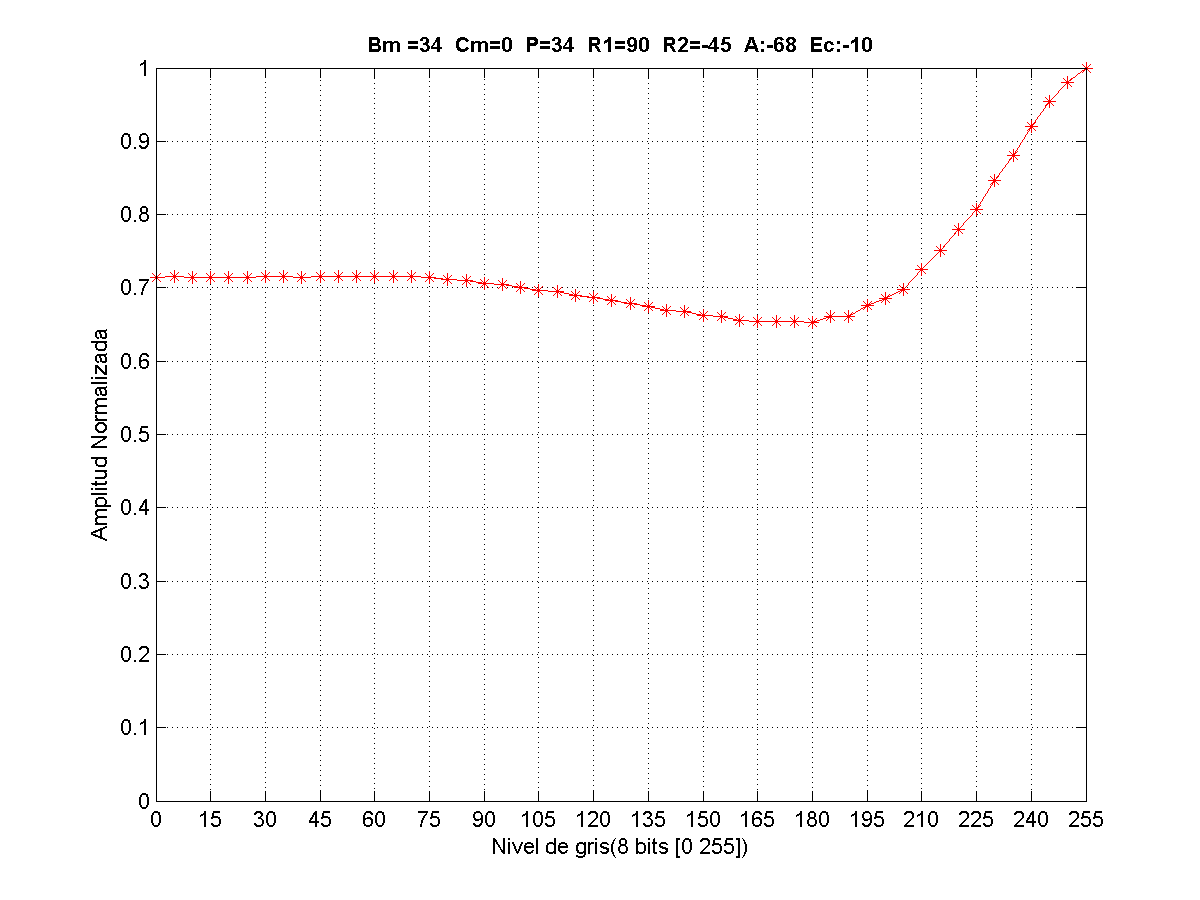 Bm =34 Cm=0 P=34 R1=90 R2=-45 A:-68 Ec:-10
1
0.9
0.8
0.7
0.6
0.5
0.4
0.3
0.2
0.1
0
Amplitud Normalizada
0 15 30 45 60 75 90 105 120 135 150 165 180 195 210 225 240 255
Nivel de gris(8 bits [0 255])